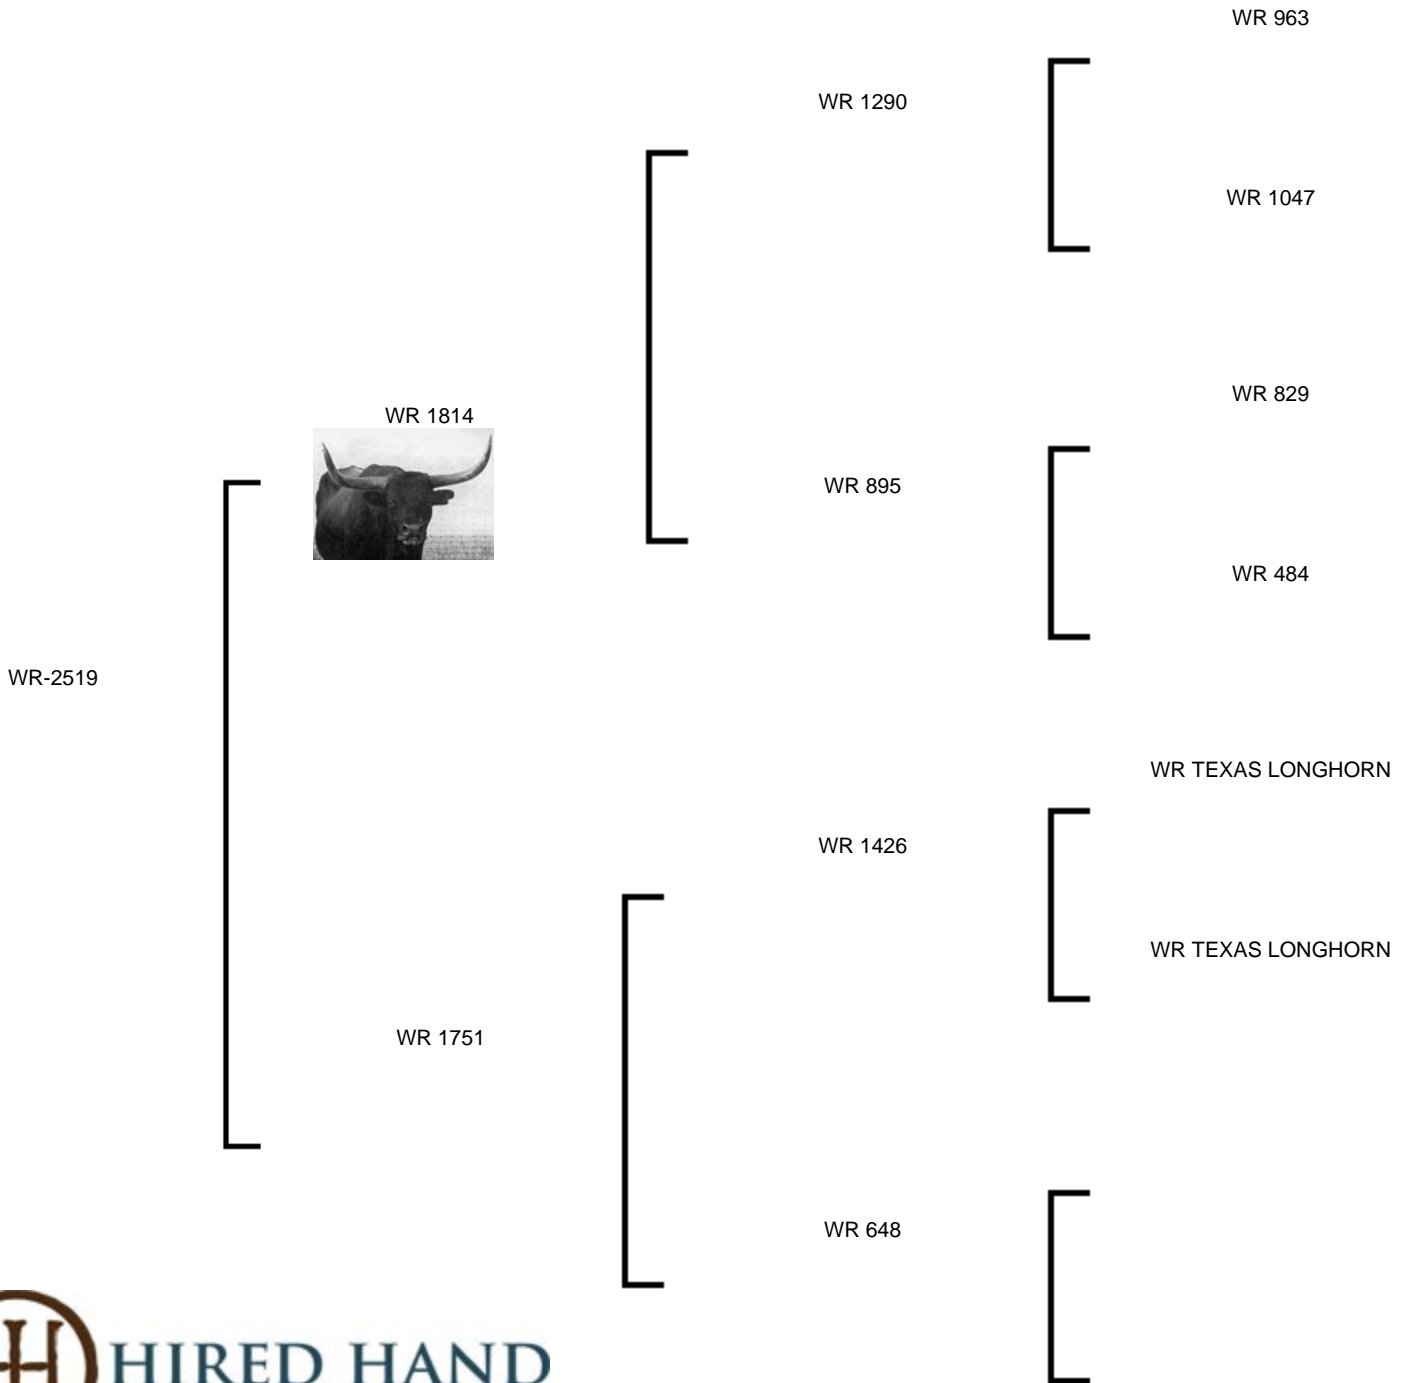 WR 963
WR 1290
WR 1047
WR 829
WR 1814
WR 895
WR 484
WR-2519
WR TEXAS LONGHORN
WR 1426
WR TEXAS LONGHORN
WR 1751
WR 648
H HIRED HAND